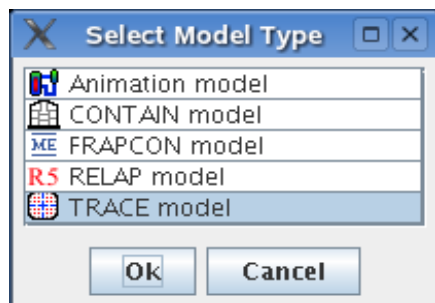 Select Model Type
Animation model
CONTAIN model
ME FRAPCON model
R5 RELAP model
TRACE model
Ok Cancel